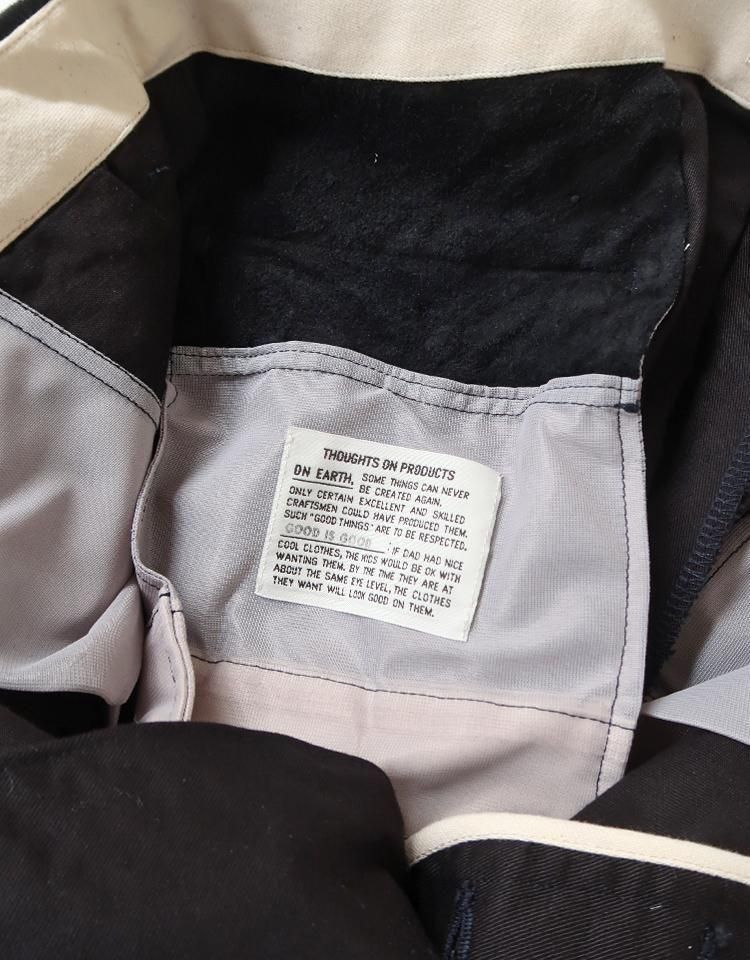 THOUGHTS ON PRODUCTS
ON EARTH, SOME THINGS CAN NEVER
BE CREATED AGAIN.
ONLY CERTAIN EXCELLENT AND SKILLED
CRAFTSMEN COULD HAVE PRODUCED THEM.
SUCH "GOOD THINGS" ARE TO BE RESPECTED.
GOOD IS GOOD : IF DAD HAD NICE
COOL CLOTHES, THE KIDS WOULD BE OK WITH
WANTING THEM. BY THE TIME THEY ARE AT
ABOUT THE SAME EYE LEVEL, THE CLOTHES
THEY WANT WILL LOOK GOOD ON THEM.